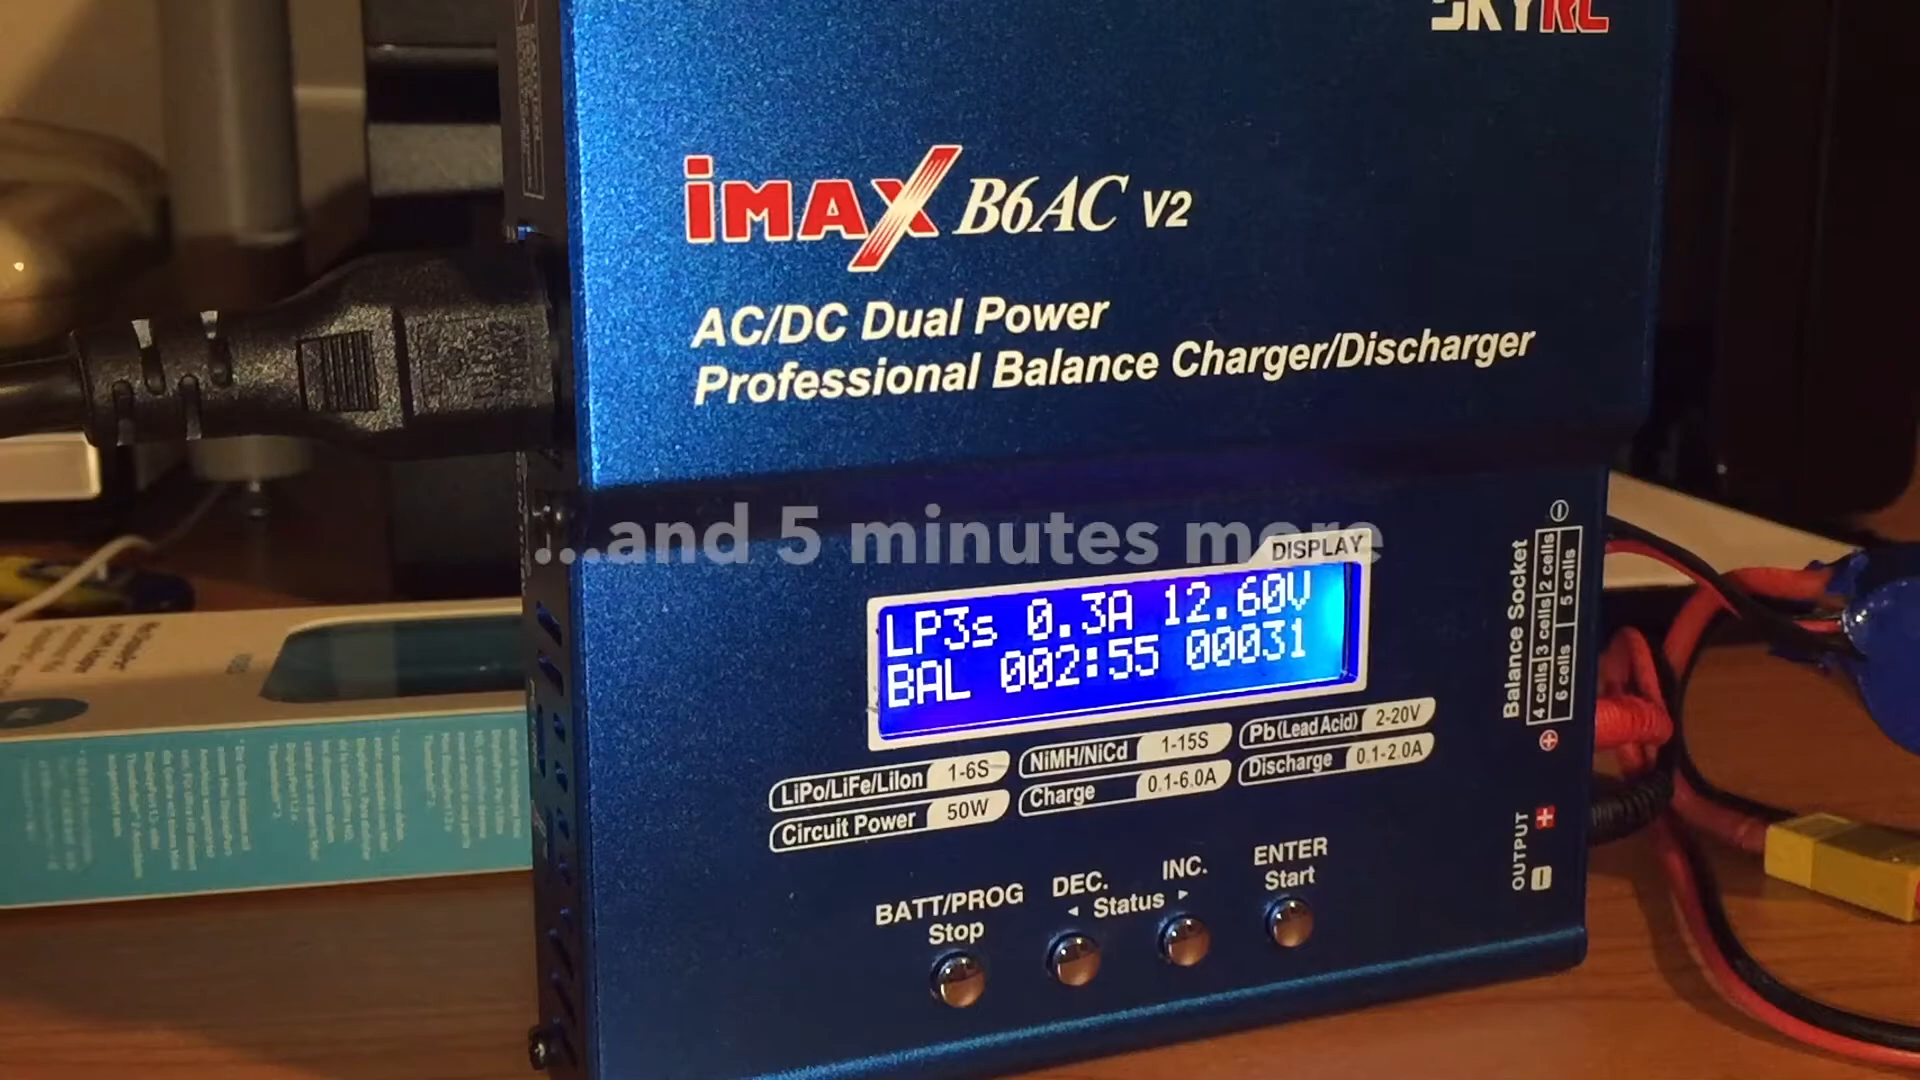 SKYRC
iMAX B6AC V2
AC/DC Dual Power
Professional Balance Charger/Discharger
...and 5 minutes more
DISPLAY
LP3s 0.3A 12.60V
BAL 002:55 00031
LiPo/LiFe/LiIon 1-6S
NiMH/NiCd 1-15S
Pb(Lead Acid) 2-20V
Circuit Power 50W
Charge 0.1-6.0A
Discharge 0.1-2.0A
BATT/PROG
Stop
DEC.
INC.
◂ Status ▸
ENTER
Start
Balance Socket
4 cells 3 cells 2 cells
6 cells 5 cells
OUTPUT